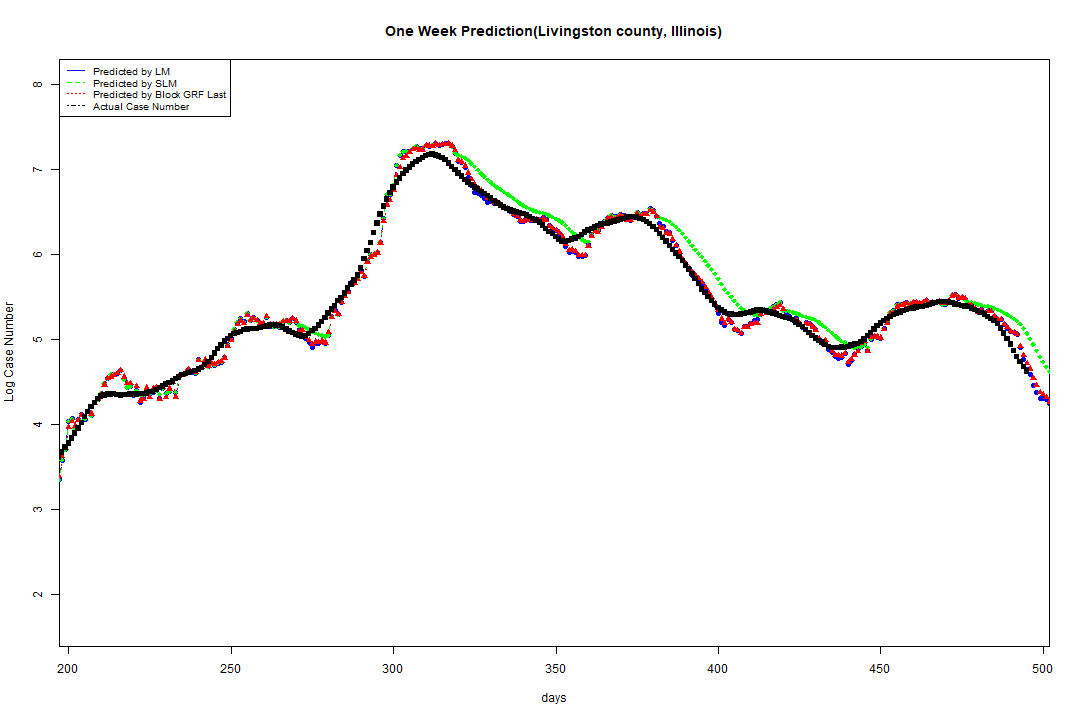 One Week Prediction(Livingston county, Illinois)
Predicted by LM
Predicted by SLM
Predicted by Block GRF Last
Actual Case Number
8
7
6
5
4
3
2
Log Case Number
200 250 300 350 400 450 500
days